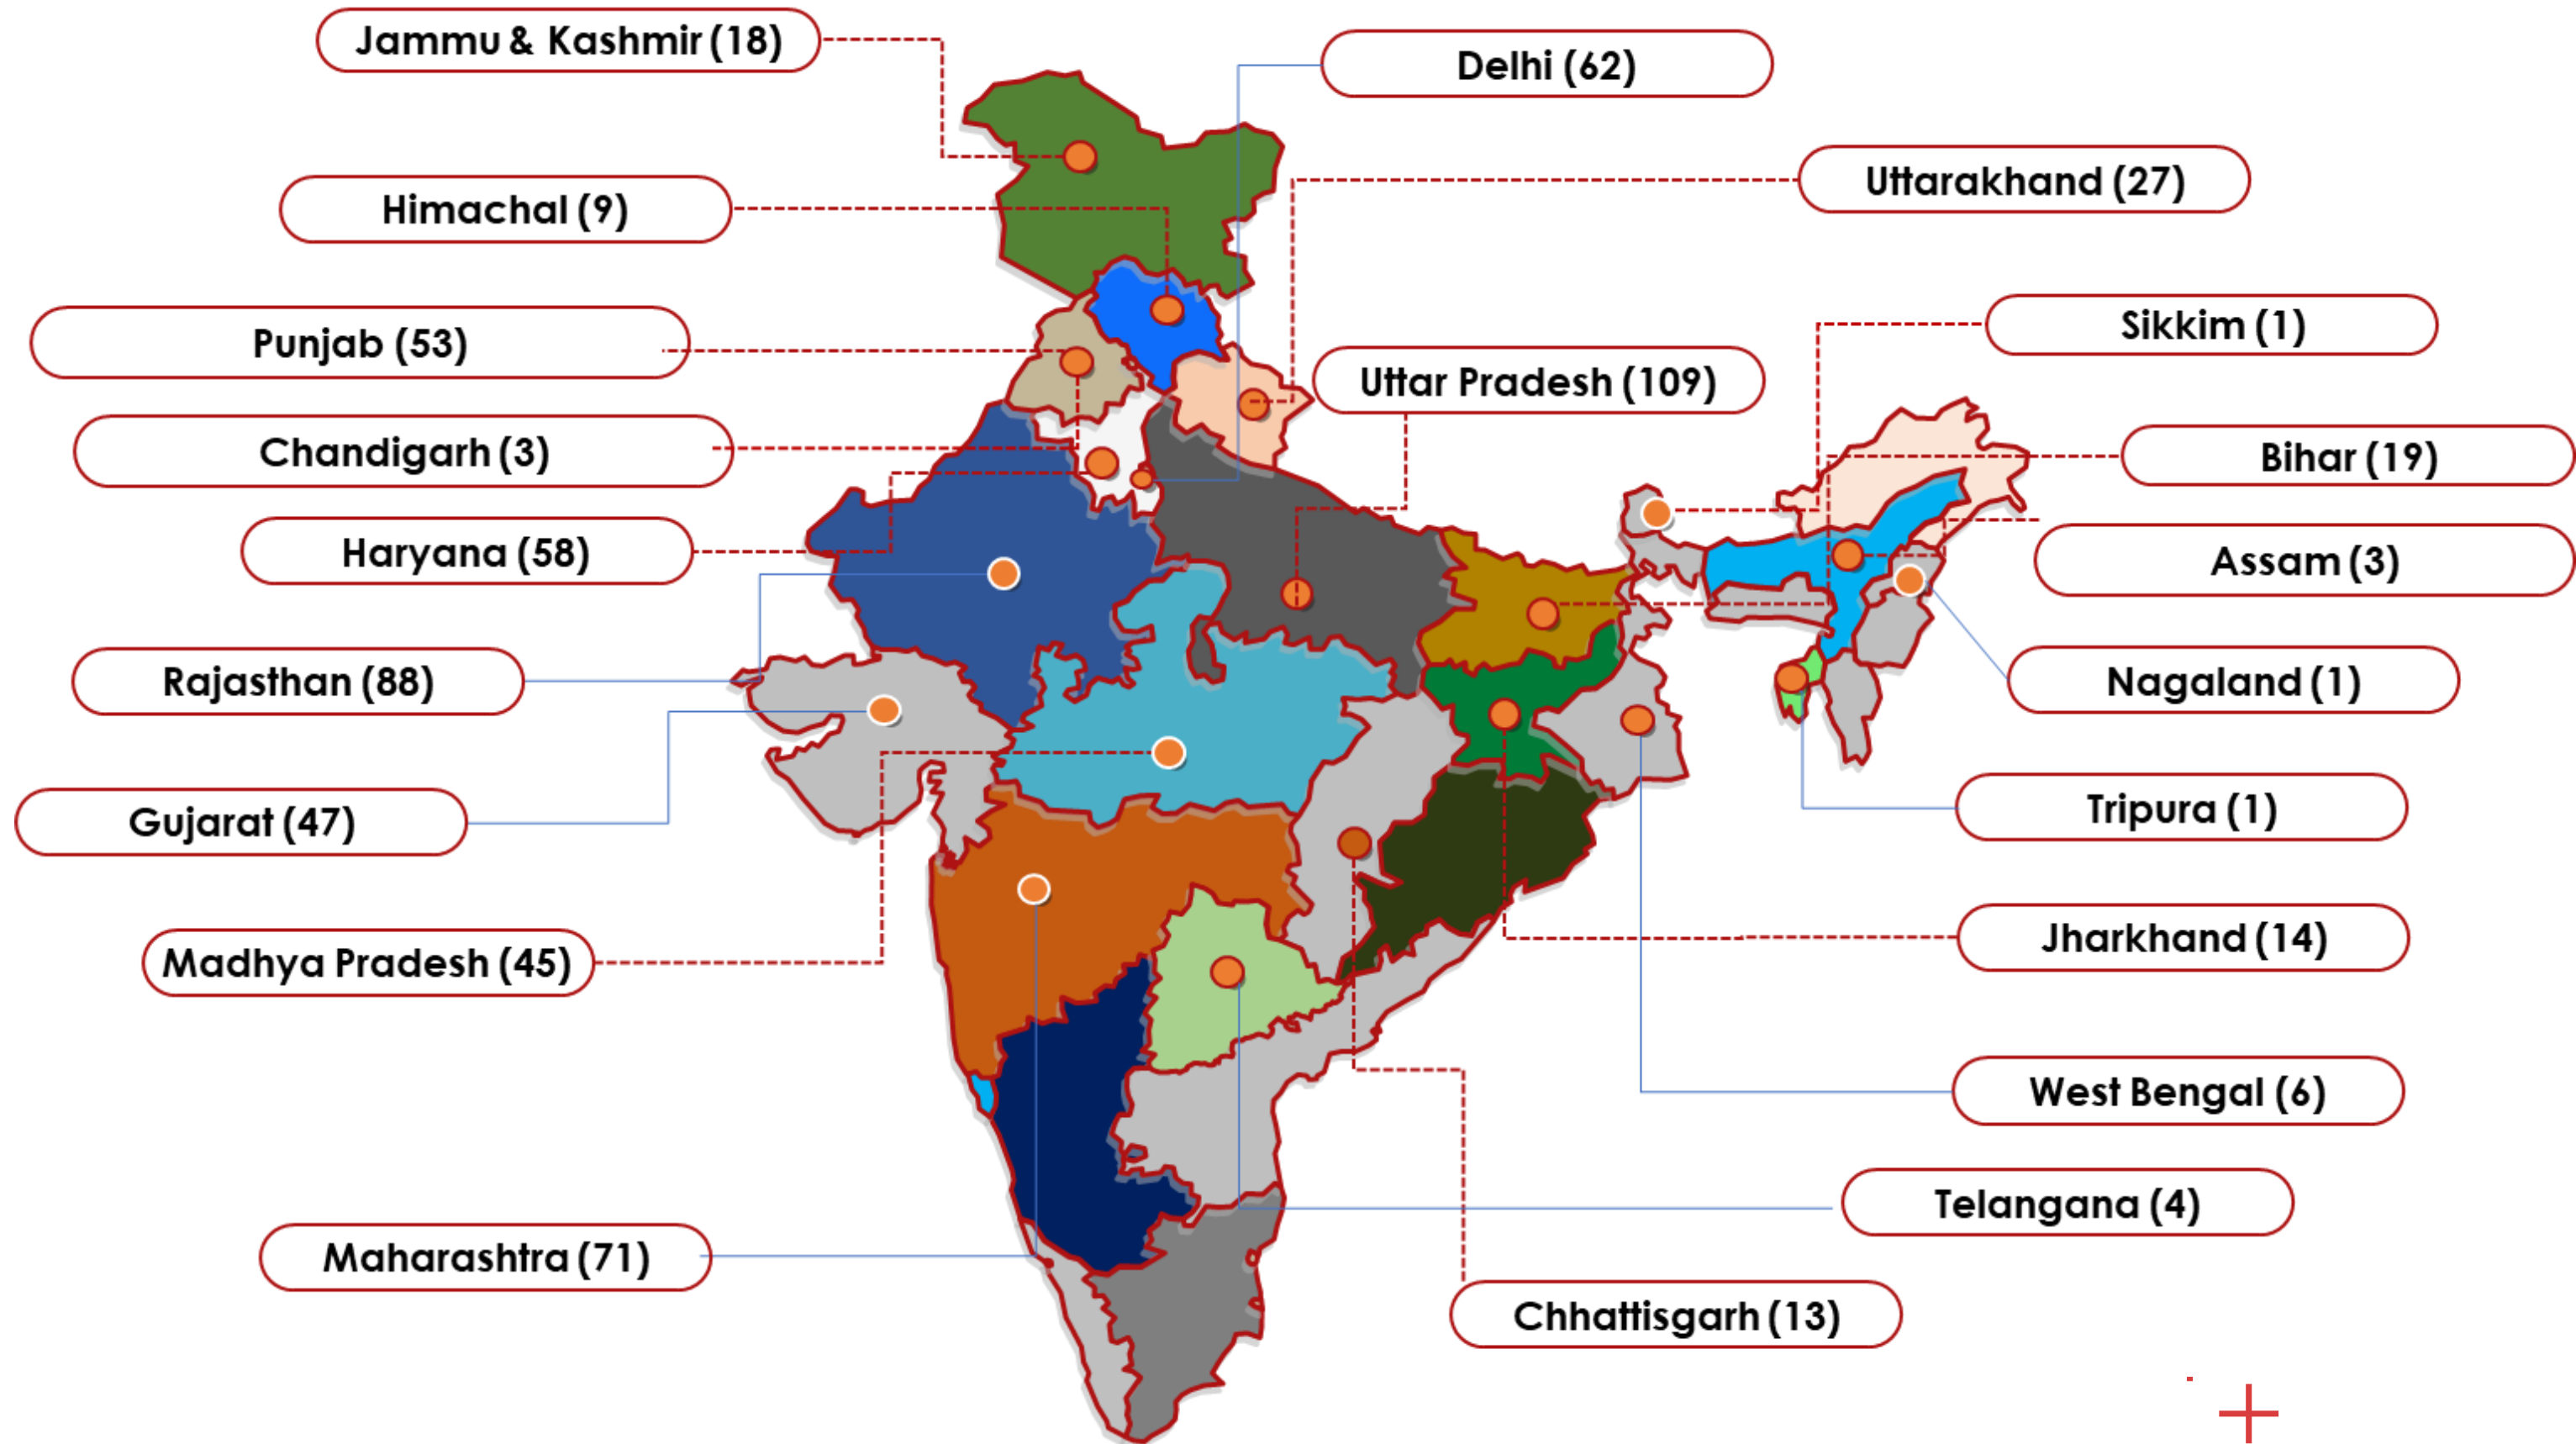 Jammu & Kashmir (18)
Delhi (62)
Himachal (9)
Uttarakhand (27)
Punjab (53)
Sikkim (1)
Uttar Pradesh (109)
Chandigarh (3)
Bihar (19)
Haryana (58)
Assam (3)
Rajasthan (88)
Nagaland (1)
Gujarat (47)
Tripura (1)
Madhya Pradesh (45)
Jharkhand (14)
West Bengal (6)
Telangana (4)
Maharashtra (71)
Chhattisgarh (13)